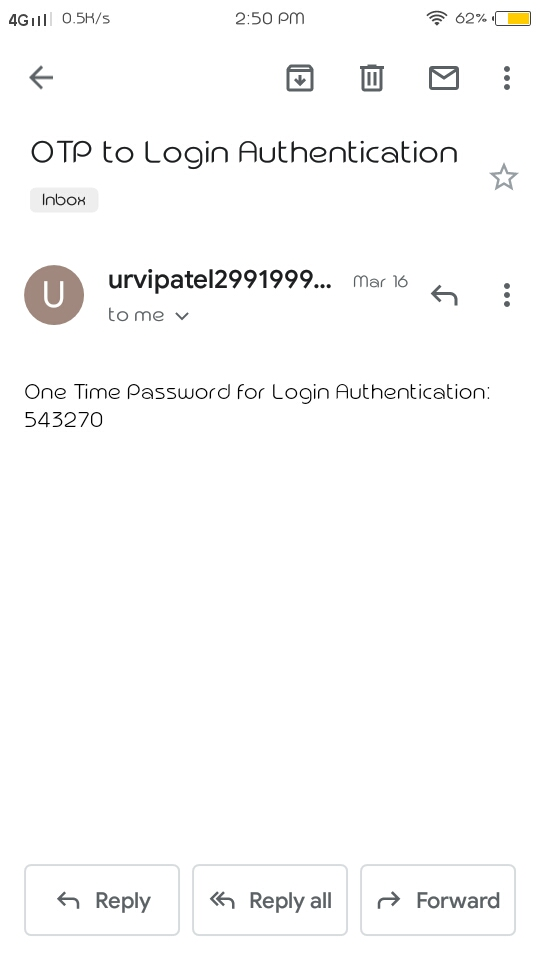 4G 0.5K/s 2:50 PM 62%
OTP to Login Authentication
Inbox
U
urvipatel2991999... Mar 16
to me
One Time Password for Login Authentication:
543270
Reply Reply all Forward